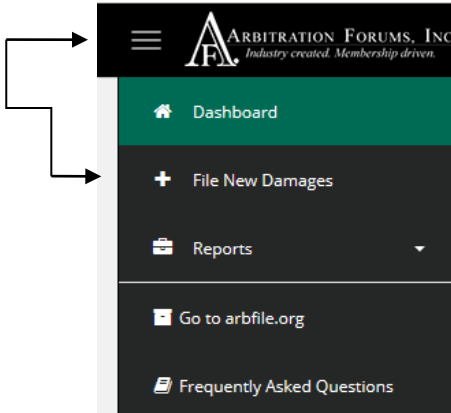 ARBITRATION FORUMS, INC
Industry created. Membership driven.
Dashboard
File New Damages
Reports
Go to arbfile.org
Frequently Asked Questions